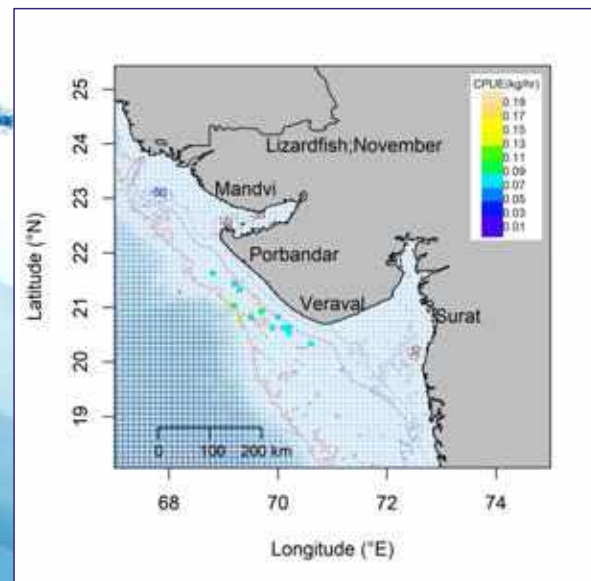 CPUE(kg/hr)
0.19
0.17
0.15
0.13
0.11
0.09
0.07
0.05
0.03
0.01
Lizardfish;November
Mandvi
Porbandar
Veraval
Surat
-50
-50
25
24
23
22
21
20
19
Latitude (°N)
0 100 200 km
68 70 72 74
Longitude (°E)